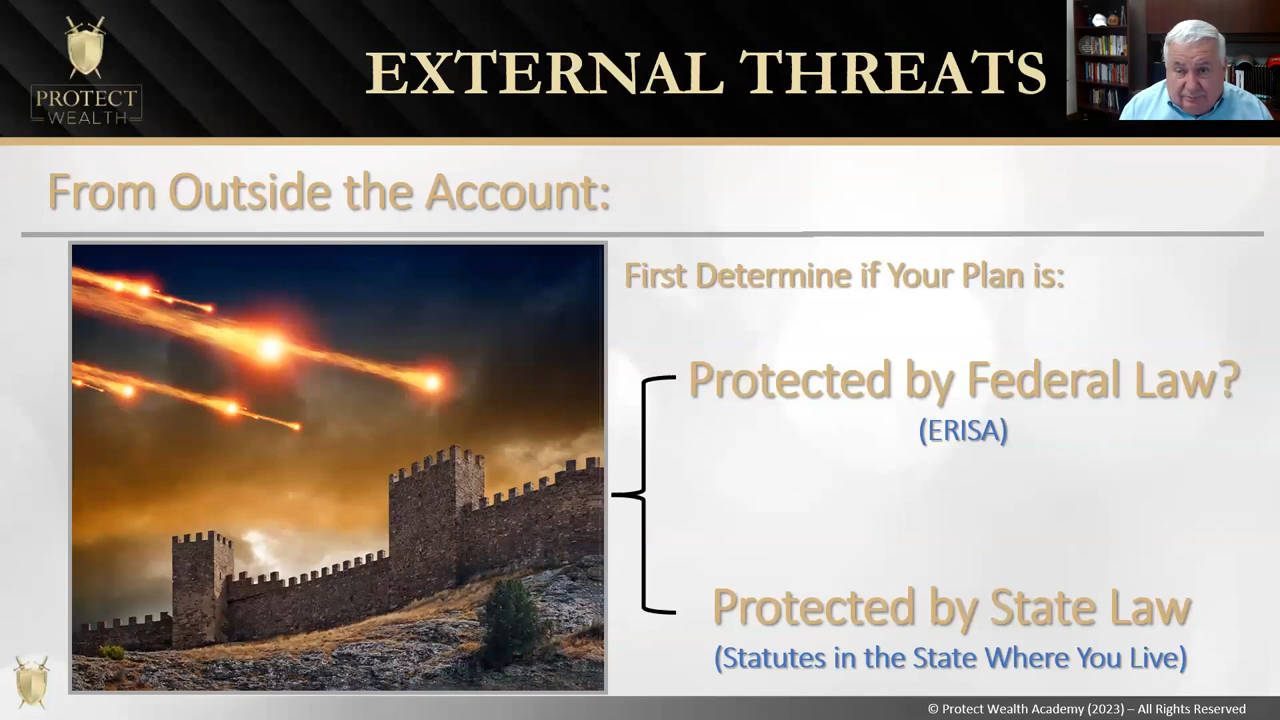 PROTECT
WEALTH
EXTERNAL THREATS
From Outside the Account:
First Determine if Your Plan is:
Protected by Federal Law?
(ERISA)
Protected by State Law
(Statutes in the State Where You Live)
© Protect Wealth Academy (2023) – All Rights Reserved